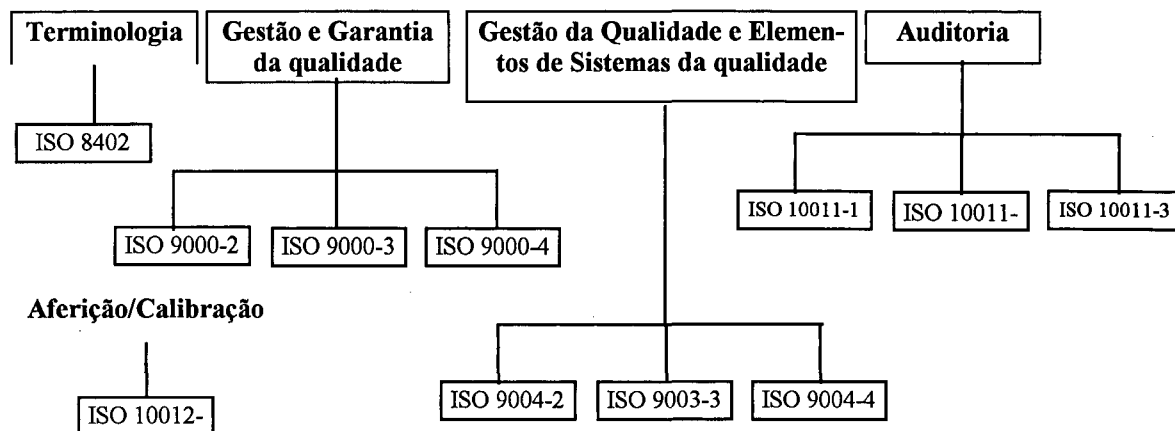 Terminologia
Gestão e Garantia
da qualidade
Gestão da Qualidade e Elemen-
tos de Sistemas da qualidade
Auditoria
ISO 8402
ISO 10011-1
ISO 10011-
ISO 10011-3
ISO 9000-2
ISO 9000-3
ISO 9000-4
Aferição/Calibração
ISO 9004-2
ISO 9003-3
ISO 9004-4
ISO 10012-